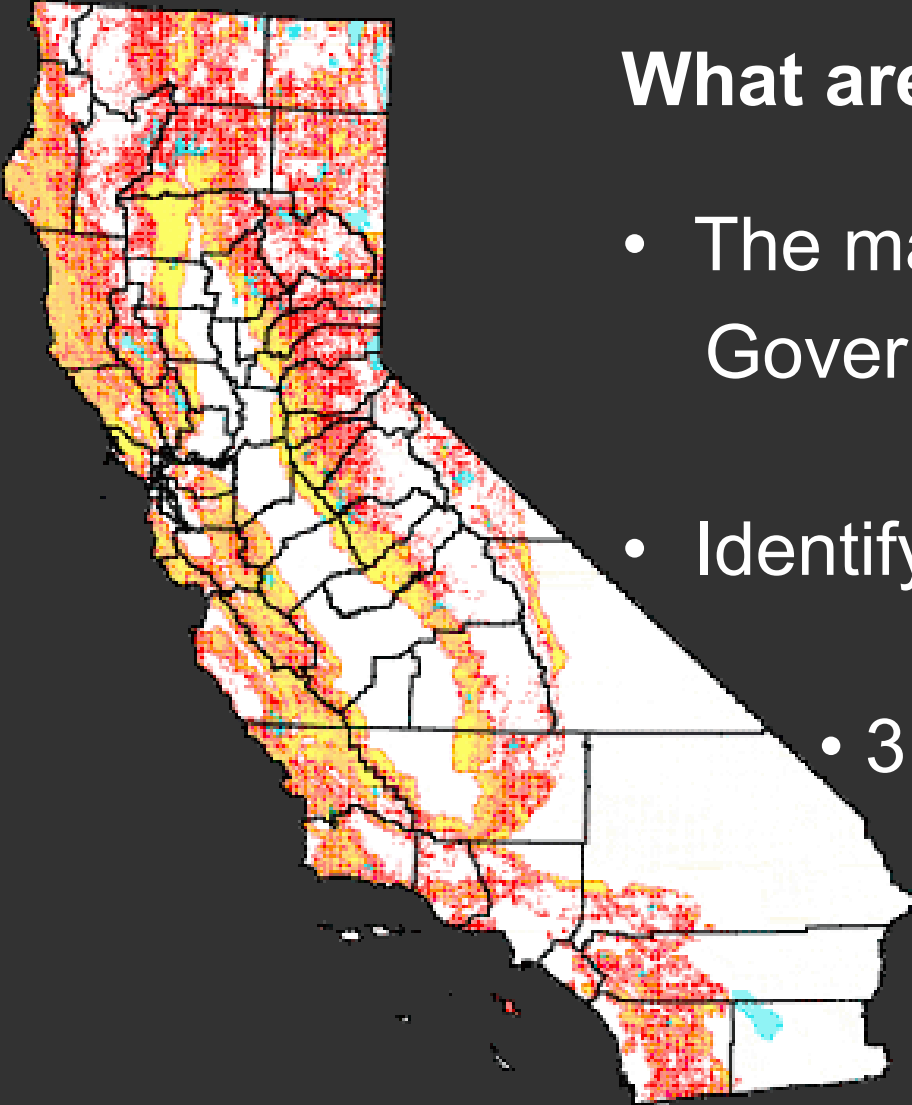 What are
• The ma
Gover
• Identify
• 3